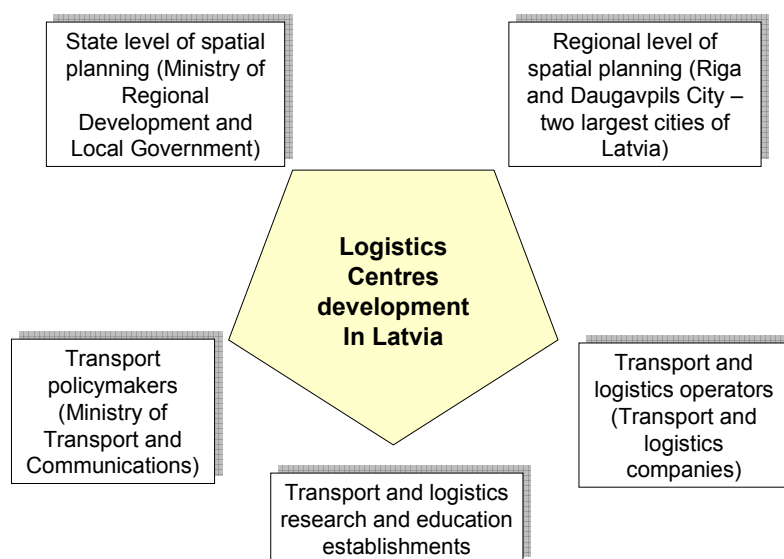 State level of spatial
planning (Ministry of
Regional
Development and
Local Government)
Regional level of
spatial planning (Riga
and Daugavpils City –
two largest cities of
Latvia)
Logistics
Centres
development
In Latvia
Transport
policymakers
(Ministry of
Transport and
Communications)
Transport and
logistics operators
(Transport and
logistics
companies)
Transport and logistics
research and education
establishments